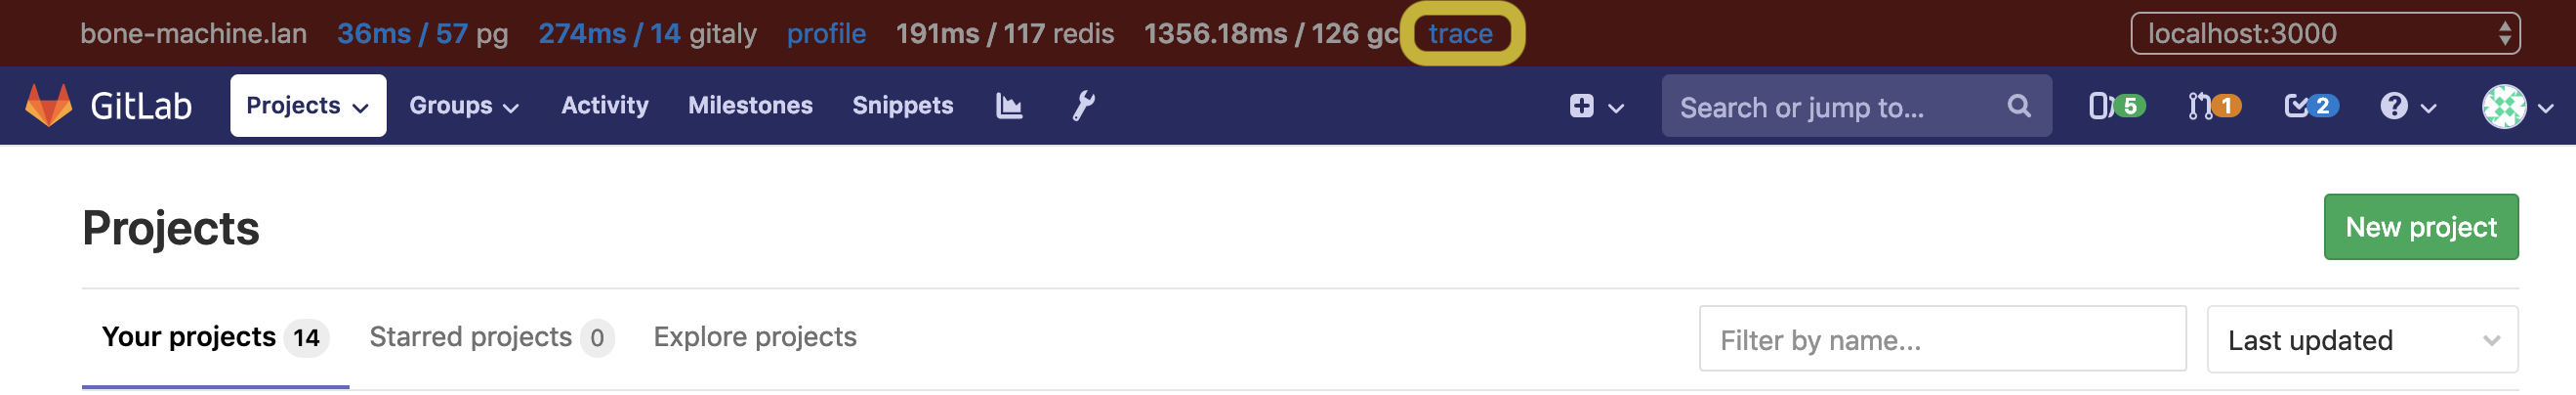 bone-machine.lan 36ms / 57 pg 274ms / 14 gitaly profile 191ms / 117 redis 1356.18ms / 126 gc trace localhost:3000
GitLab Projects Groups Activity Milestones Snippets Search or jump to... 5 1 2
Projects New project
Your projects 14 Starred projects 0 Explore projects Filter by name... Last updated